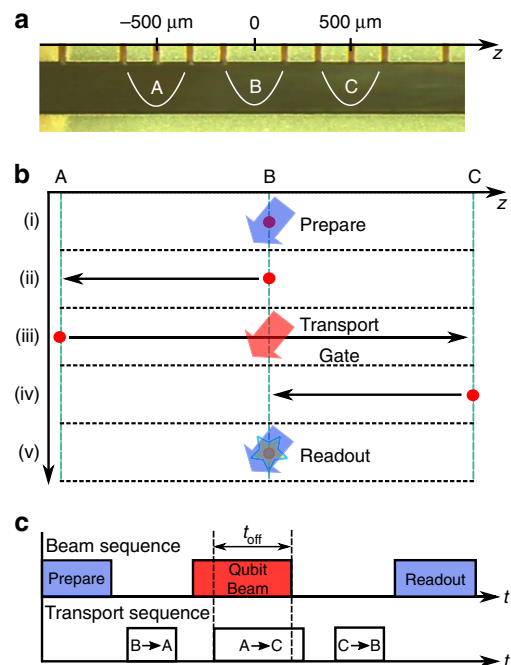 a
−500 μm 0 500 μm
z
A B C
b
A B C
z
(i) Prepare
(ii)
(iii) Transport
Gate
(iv)
(v) Readout
c
t_off
Beam sequence
Prepare Qubit Beam Readout t
Transport sequence
B→A A→C C→B t